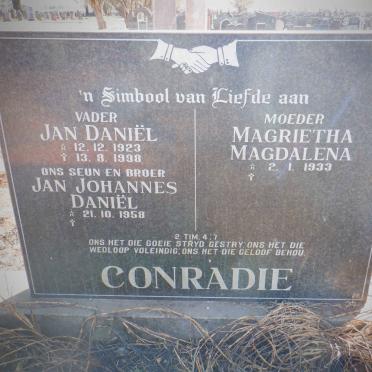 'n Simbool van Liefde aan
VADER
JAN DANIËL
☆ 12. 12. 1923
✝ 13. 8. 1998
ONS SEUN EN BROER
JAN JOHANNES
DANIËL
☆ 21. 10. 1958
✝
MOEDER
MAGRIETHA
MAGDALENA
☆ 2. 1. 1933
✝
2 TIM. 4:7
ONS HET DIE GOEIE STRYD GESTRY ONS HET DIE
WEDLOOP VOLEINDIG, ONS HET DIE GELOOF BEHOU.
CONRADIE